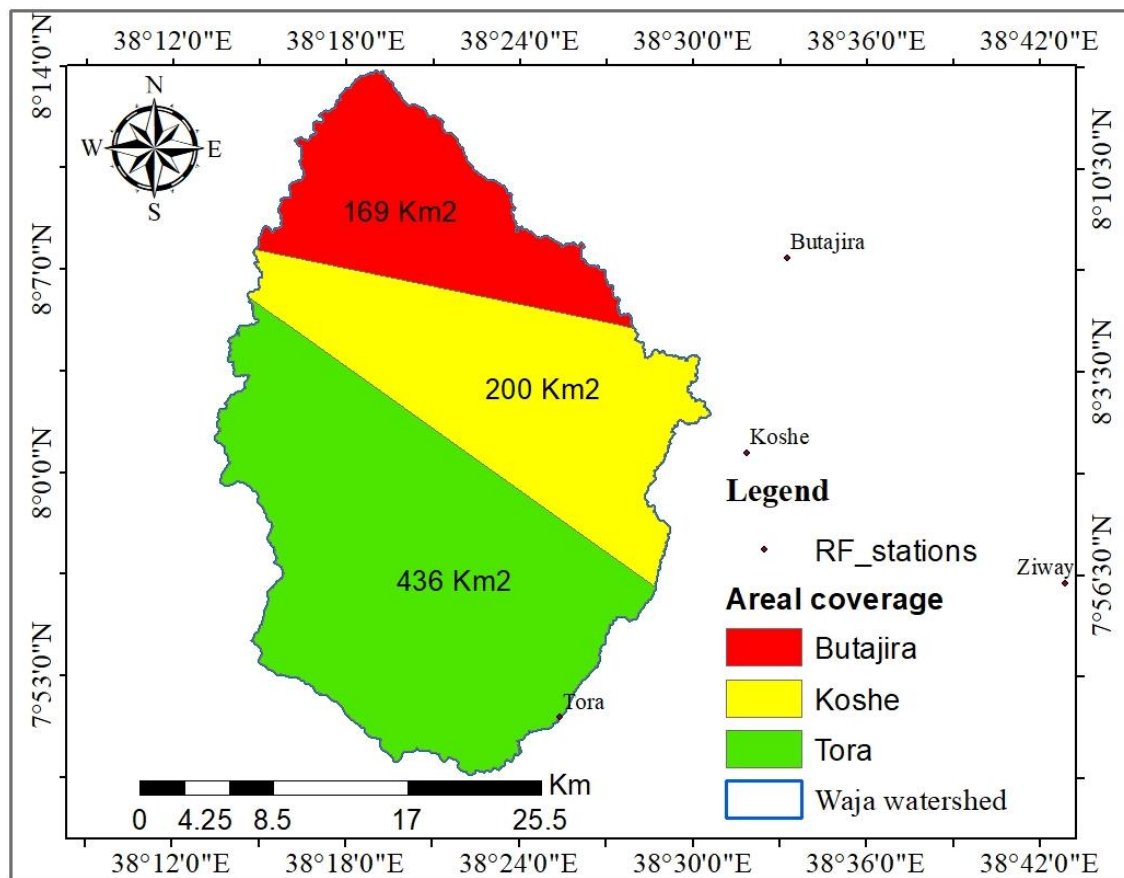 38°12'0"E 38°18'0"E 38°24'0"E 38°30'0"E 38°36'0"E 38°42'0"E
8°14'0"N
8°7'0"N
8°0'0"N
7°53'0"N
8°10'30"N
8°3'30"N
7°56'30"N
N
W E
S
169 Km2
Butajira
200 Km2
Koshe
Legend
RF_stations
Ziway
436 Km2
Areal coverage
Butajira
Koshe
Tora
Tora
Waja watershed
Km
0 4.25 8.5 17 25.5
38°12'0"E 38°18'0"E 38°24'0"E 38°30'0"E 38°36'0"E 38°42'0"E